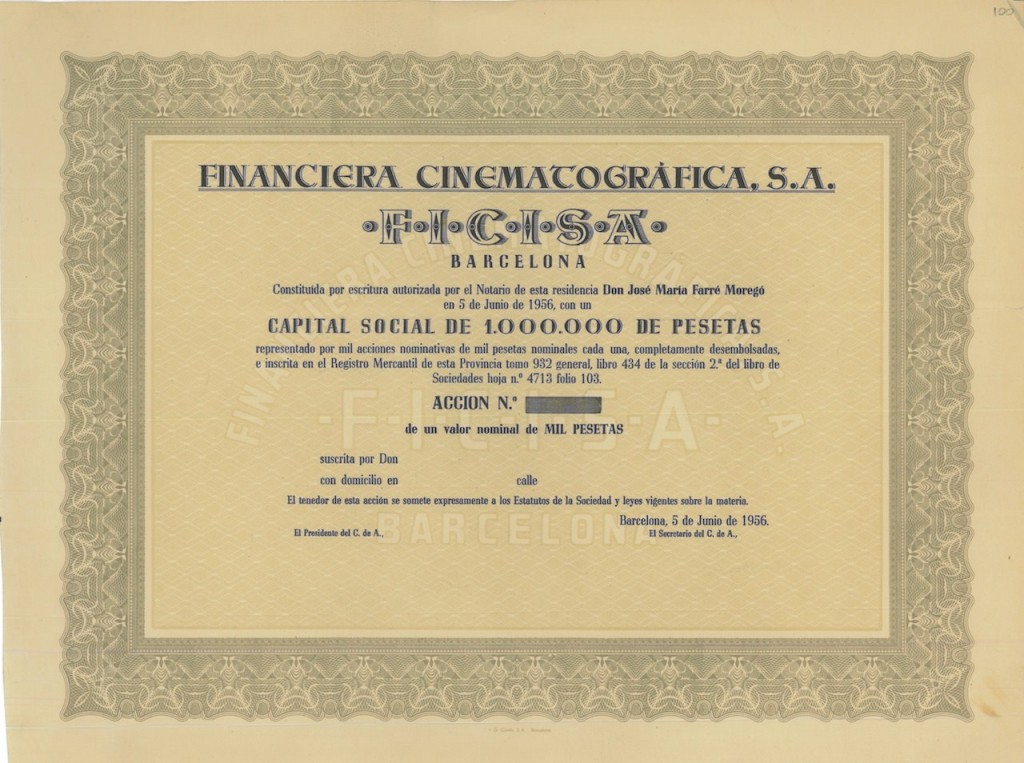 100
FINANCIERA CINEMATOGRÁFICA, S.A.
·F·I·C·I·S·A·
BARCELONA
Constituída por escritura autorizada por el Notario de esta residencia Don José María Farré Moregó
en 5 de Junio de 1956, con un
CAPITAL SOCIAL DE 1.000.000 DE PESETAS
representado por mil acciones nominativas de mil pesetas nominales cada una, completamente desembolsadas,
e inscrita en el Registro Mercantil de esta Provincia tomo 932 general, libro 434 de la sección 2.ª del libro de
Sociedades hoja n.º 4713 folio 103.
ACCION N.º
de un valor nominal de MIL PESETAS
suscrita por Don
con domicilio en calle
El tenedor de esta acción se somete expresamente a los Estatutos de la Sociedad y leyes vigentes sobre la materia.
Barcelona, 5 de Junio de 1956.
El Presidente del C. de A., El Secretario del C. de A.,
FINANCIERA CINEMATOGRAFICA, S. A.
·F·I·C·I·S·A·
BARCELONA
S.A. Barcelona